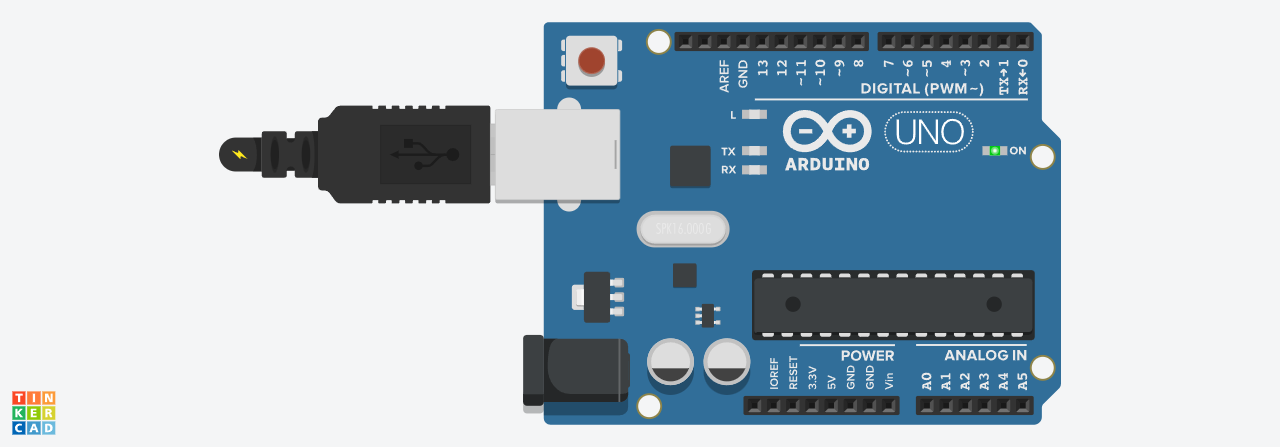 AREF
GND
13
12
~11
~10
~9
8
7
~6
~5
4
~3
2
TX→1
RX←0
DIGITAL (PWM~)
L
TX
RX
ARDUINO
UNO
ON
SPK16.000G
POWER
ANALOG IN
IOREF
RESET
3.3V
5V
GND
GND
Vin
A0
A1
A2
A3
A4
A5
TIN
KER
CAD